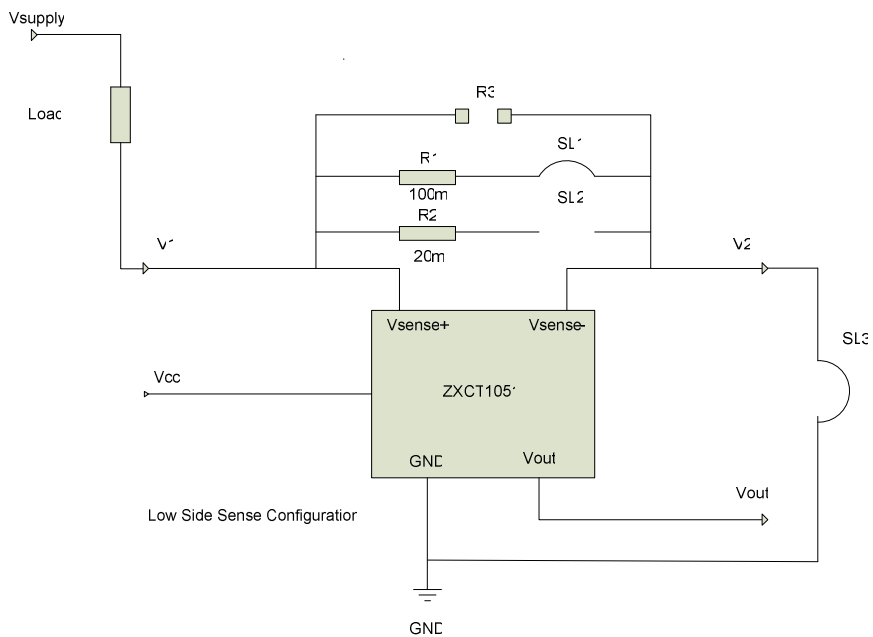 Vsupply
R3
Load
SL1
R1
100m
SL2
R2
V1
20m
V2
Vsense+
Vsense-
SL3
Vcc
ZXCT1051
GND
Vout
Vout
Low Side Sense Configuration
GND